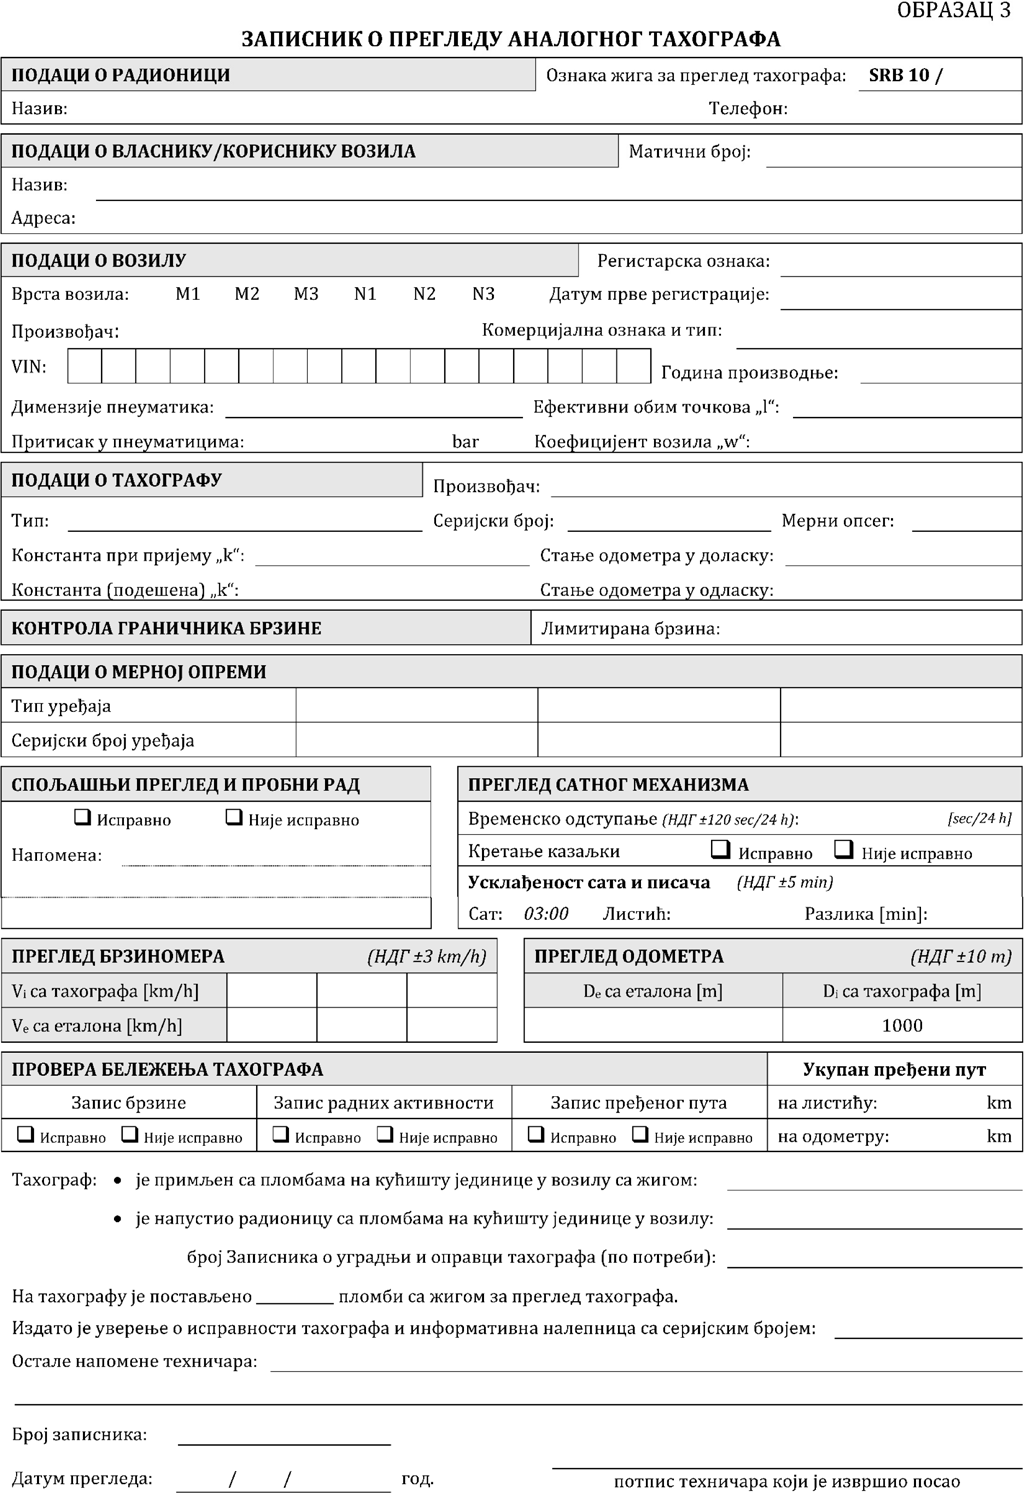 ОБРАЗАЦ 3
ЗАПИСНИК О ПРЕГЛЕДУ АНАЛОГНОГ ТАХОГРАФА
ПОДАЦИ О РАДИОНИЦИ Ознака жига за преглед тахографа: SRB 10 /
Назив: Телефон:
ПОДАЦИ О ВЛАСНИКУ/КОРИСНИКУ ВОЗИЛА Матични број:
Назив:
Адреса:
ПОДАЦИ О ВОЗИЛУ Регистарска ознака:
Врста возила: M1 M2 M3 N1 N2 N3 Датум прве регистрације:
Произвођач: Комерцијална ознака и тип:
VIN: Година производње:
Димензије пнеуматика: Ефективни обим точкова „l“:
Притисак у пнеуматицима: bar Коефицијент возила „w“:
ПОДАЦИ О ТАХОГРАФУ Произвођач:
Тип: Серијски број: Мерни опсег:
Константа при пријему „k“: Стање одометра у доласку:
Константа (подешена) „k“: Стање одометра у одласку:
КОНТРОЛА ГРАНИЧНИКА БРЗИНЕ Лимитирана брзина:
ПОДАЦИ О МЕРНОЈ ОПРЕМИ
Тип уређаја
Серијски број уређаја
СПОЉАШЊИ ПРЕГЛЕД И ПРОБНИ РАД
❑ Исправно ❑ Није исправно
Напомена:
ПРЕГЛЕД САТНОГ МЕХАНИЗМА
Временско одступање (НДГ ±120 sec/24 h): [sec/24 h]
Кретање казаљки ❑ Исправно ❑ Није исправно
Усклађеност сата и писача (НДГ ±5 min)
Сат: 03:00 Листић: Разлика [min]:
ПРЕГЛЕД БРЗИНОМЕРА (НДГ ±3 km/h)
Vi са тахографа [km/h]
Ve са еталона [km/h]
ПРЕГЛЕД ОДОМЕТРА (НДГ ±10 m)
De са еталона [m] Di са тахографа [m]
1000
ПРОВЕРА БЕЛЕЖЕЊА ТАХОГРАФА Укупан пређени пут
Запис брзине Запис радних активности Запис пређеног пута на листићу: km
❑ Исправно ❑ Није исправно ❑ Исправно ❑ Није исправно ❑ Исправно ❑ Није исправно на одометру: km
Тахограф: • је примљен са пломбама на кућишту јединице у возилу са жигом:
• је напустио радионицу са пломбама на кућишту јединице у возилу:
број Записника о уградњи и оправци тахографа (по потреби):
На тахографу је постављено ________ пломби са жигом за преглед тахографа.
Издато је уверење о исправности тахографа и информативна налепница са серијским бројем:
Остале напомене техничара:
Број записника:
Датум прегледа: / / год.
потпис техничара који је извршио посао